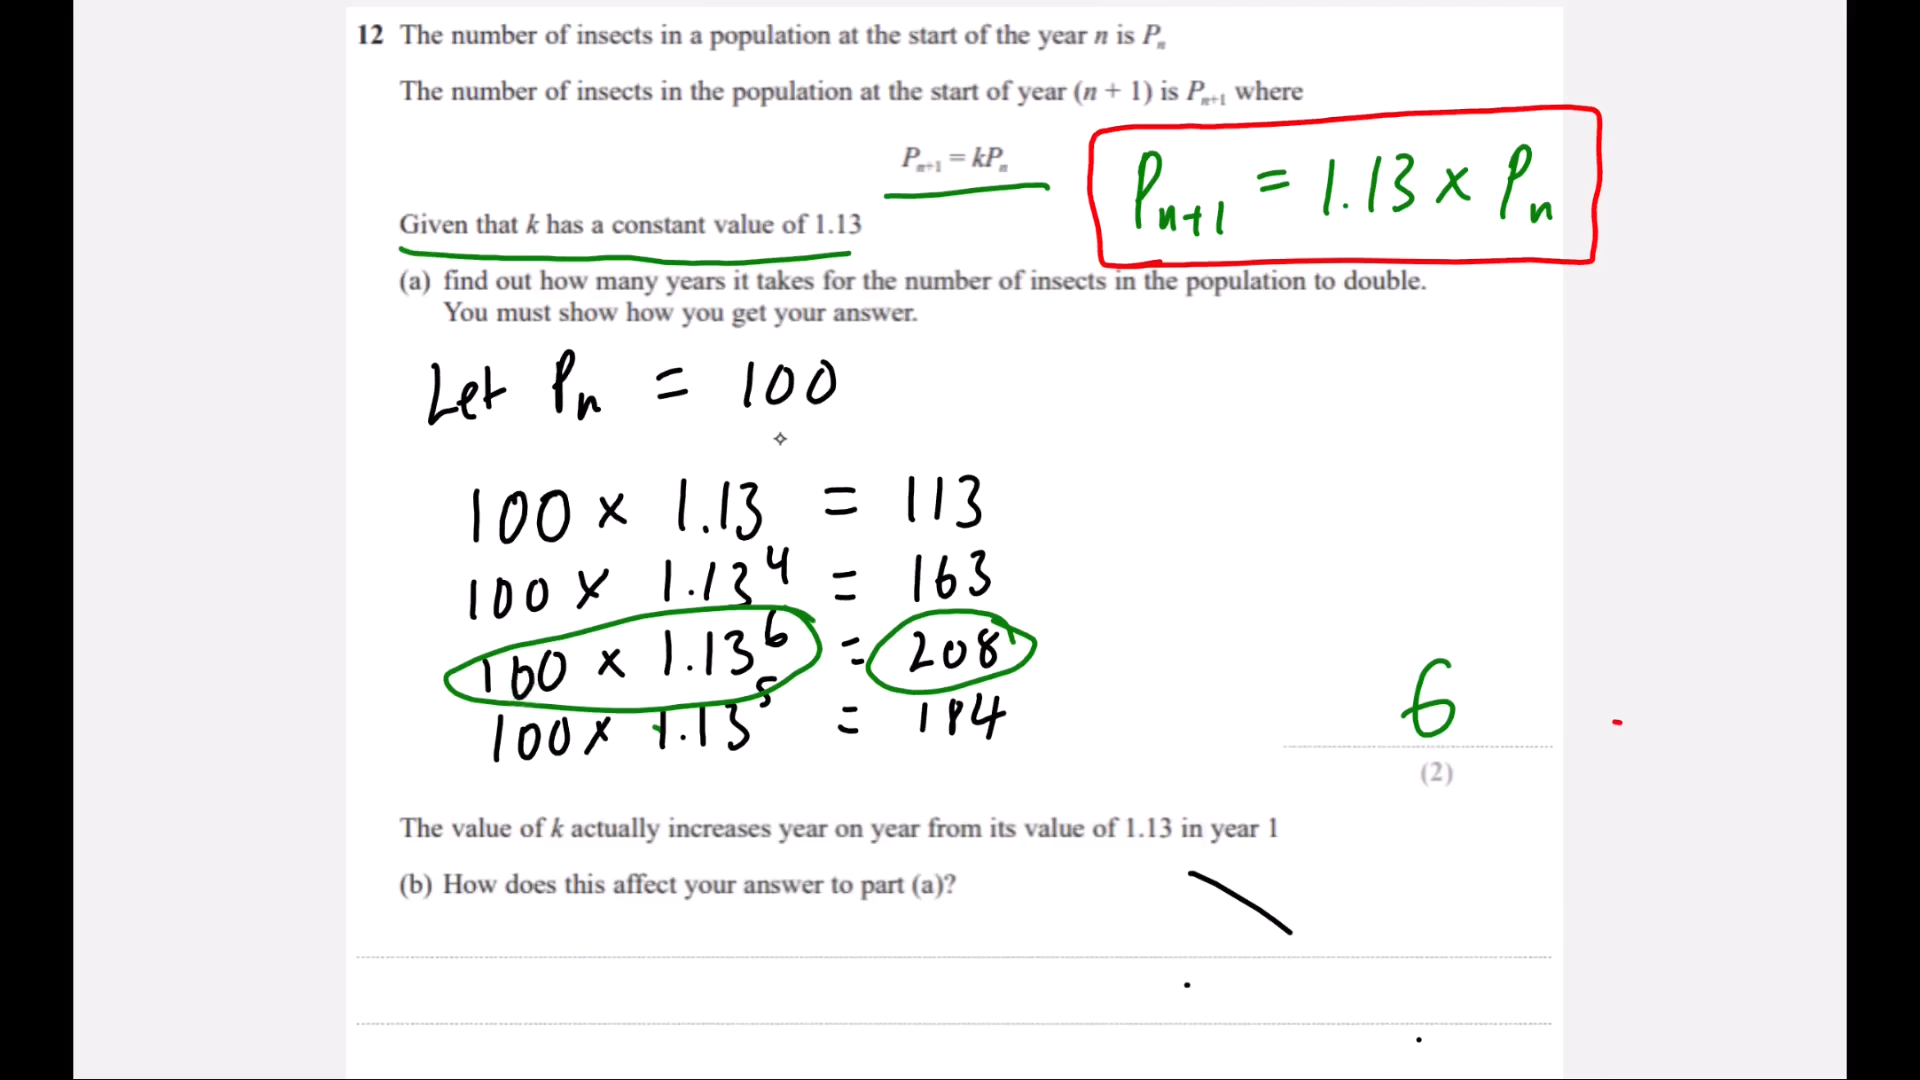 12 The number of insects in a population at the start of the year n is Pₙ
The number of insects in the population at the start of year (n + 1) is Pₙ₊₁ where
Pₙ₊₁ = kPₙ
Pₙ₊₁ = 1.13 × Pₙ
Given that k has a constant value of 1.13
(a) find out how many years it takes for the number of insects in the population to double.
You must show how you get your answer.
Let Pₙ = 100
100 × 1.13 = 113
100 × 1.13⁴ = 163
100 × 1.13⁶ = 208
100 × 1.13⁵ = 184
6
(2)
The value of k actually increases year on year from its value of 1.13 in year 1
(b) How does this affect your answer to part (a)?